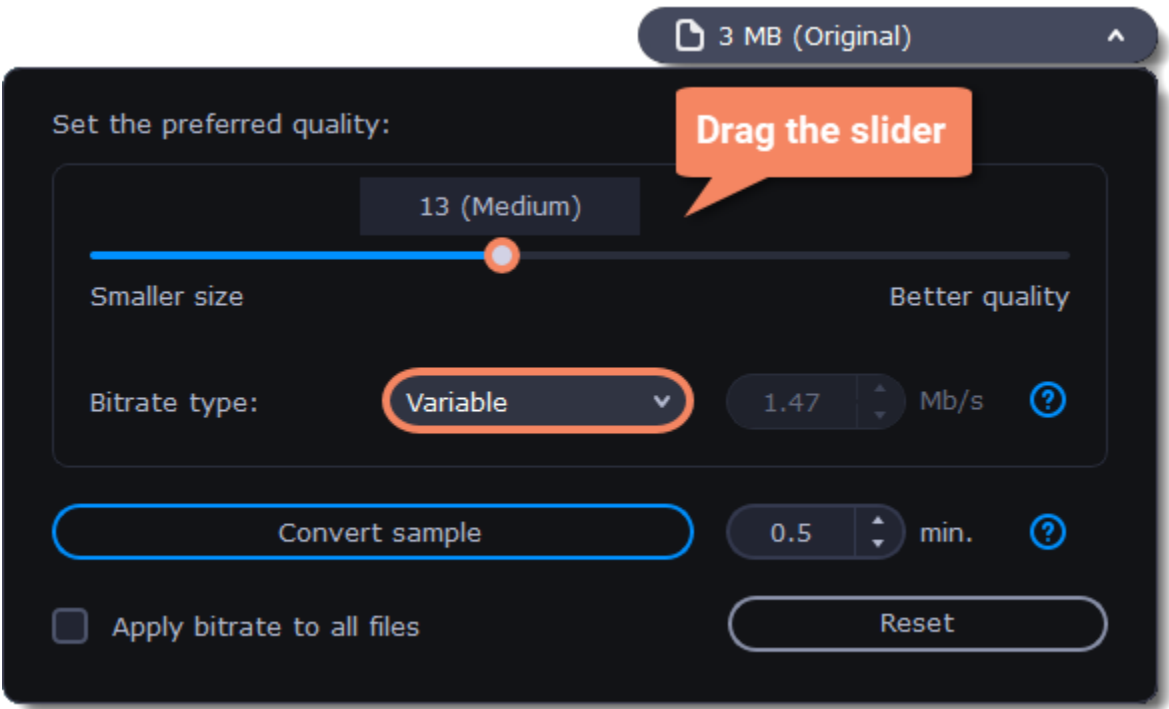 3 MB (Original)
Set the preferred quality:
Drag the slider
13 (Medium)
Smaller size Better quality
Bitrate type: Variable 1.47 Mb/s ?
Convert sample 0.5 min. ?
Apply bitrate to all files Reset